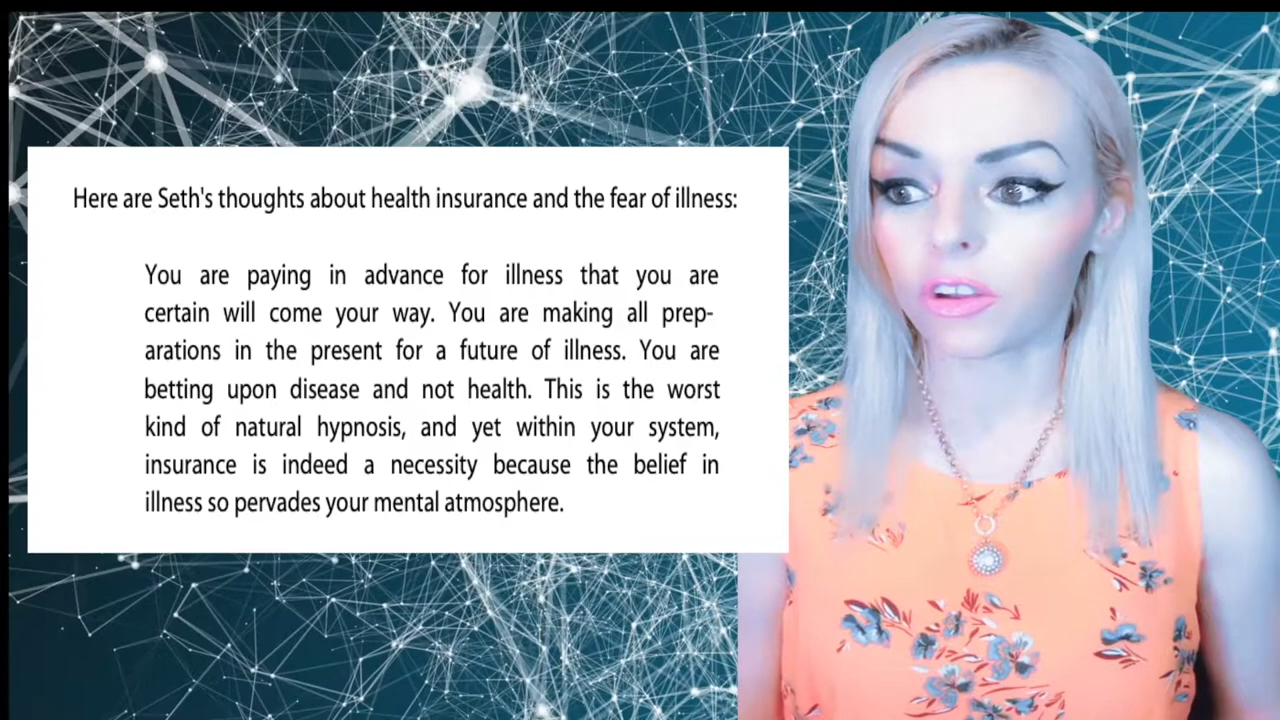 Here are Seth's thoughts about health insurance and the fear of illness:
You are paying in advance for illness that you are
certain will come your way. You are making all prep-
arations in the present for a future of illness. You are
betting upon disease and not health. This is the worst
kind of natural hypnosis, and yet within your system,
insurance is indeed a necessity because the belief in
illness so pervades your mental atmosphere.